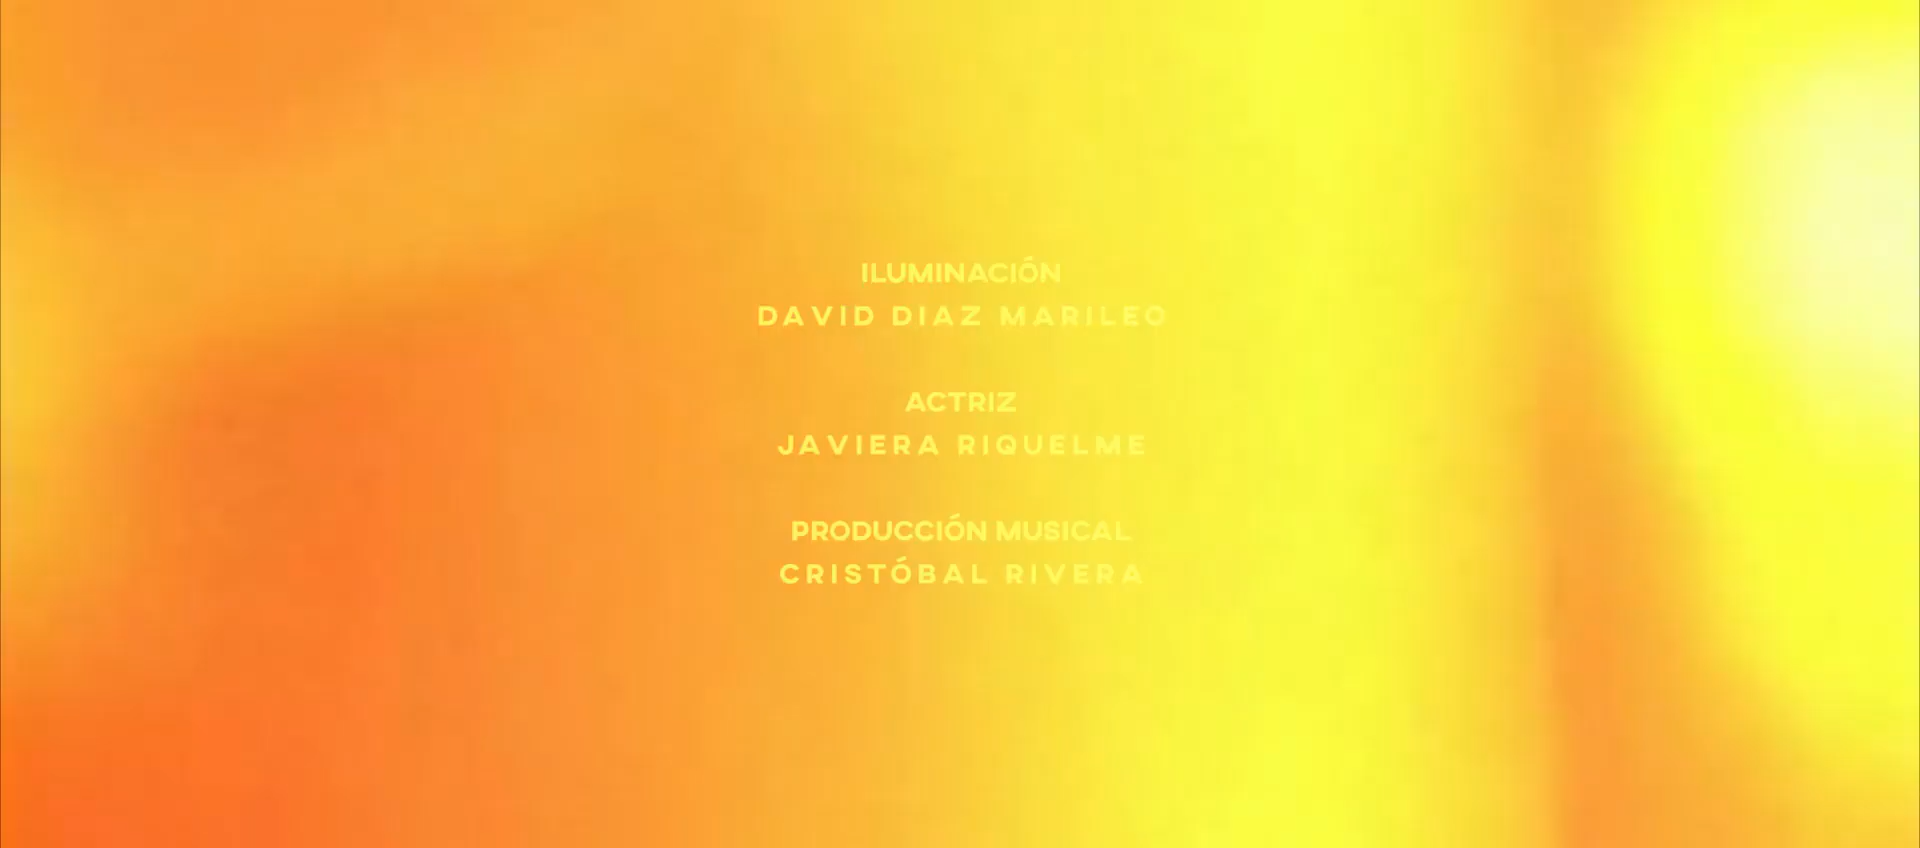 ILUMINACIÓN
DAVID DIAZ MARILEO
ACTRIZ
JAVIERA RIQUELME
PRODUCCIÓN MUSICAL
CRISTÓBAL RIVERA